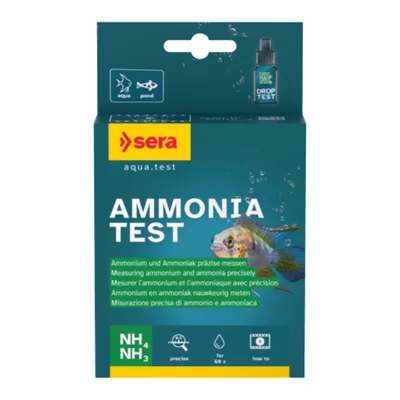 aqua
pond
DROP
TEST
sera
aqua.test
AMMONIA
TEST
Ammonium und Ammoniak präzise messen
Measuring ammonium and ammonia precisely
Mesurer l'ammonium et l'ammoniaque avec précision
Ammonium en ammoniak nauwkeurig meten
Misurazione precisa di ammonio e ammoniaca
NH4
NH3
precise
for
60 x
how to